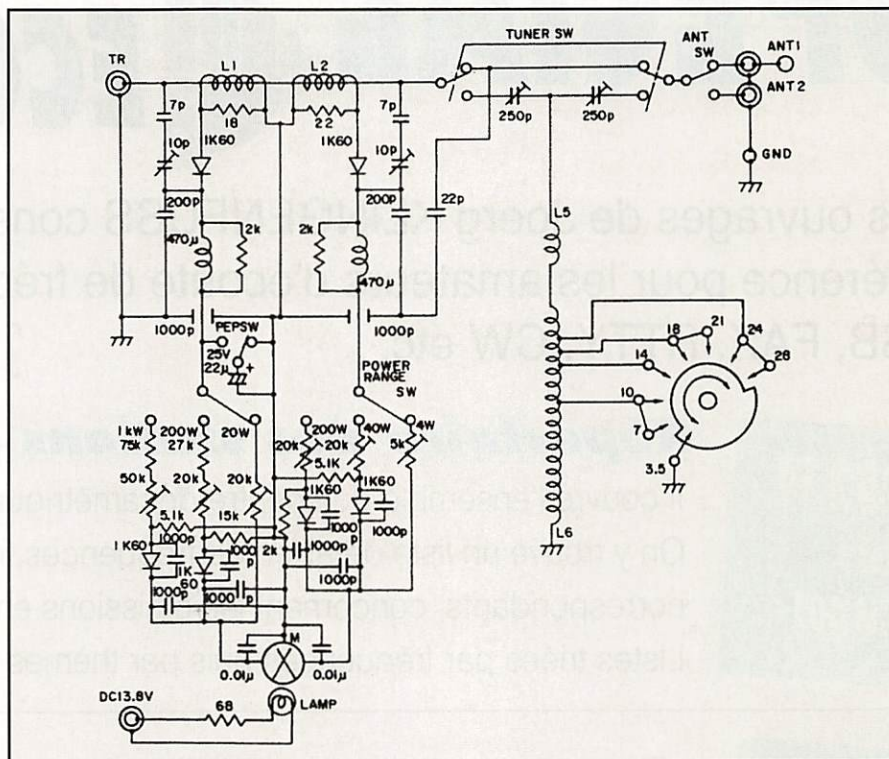 TR
L1
L2
TUNER SW
ANT SW
ANT1
ANT2
GND
7p
18
22
7p
250p
250p
1K60
1K60
10p
10p
200p
200p
22p
470μ
2k
2k
470μ
1000p
PEPSW
1000p
25V
22μ
+
POWER RANGE SW
L5
18
21
24
14
28
10
7
3.5
L6
1kW
200W
20W
200W
40W
4W
75k
27k
20k
20k
5k
50k
20k
20k
5.1K
5.1k
15k
1K60
1K60
1000p
1000p
2k
1000p
1000p
1000p
1000p
1K60
1K60
1000p
1000p
1000p
M
0.01μ
0.01μ
DC13.8V
68
LAMP